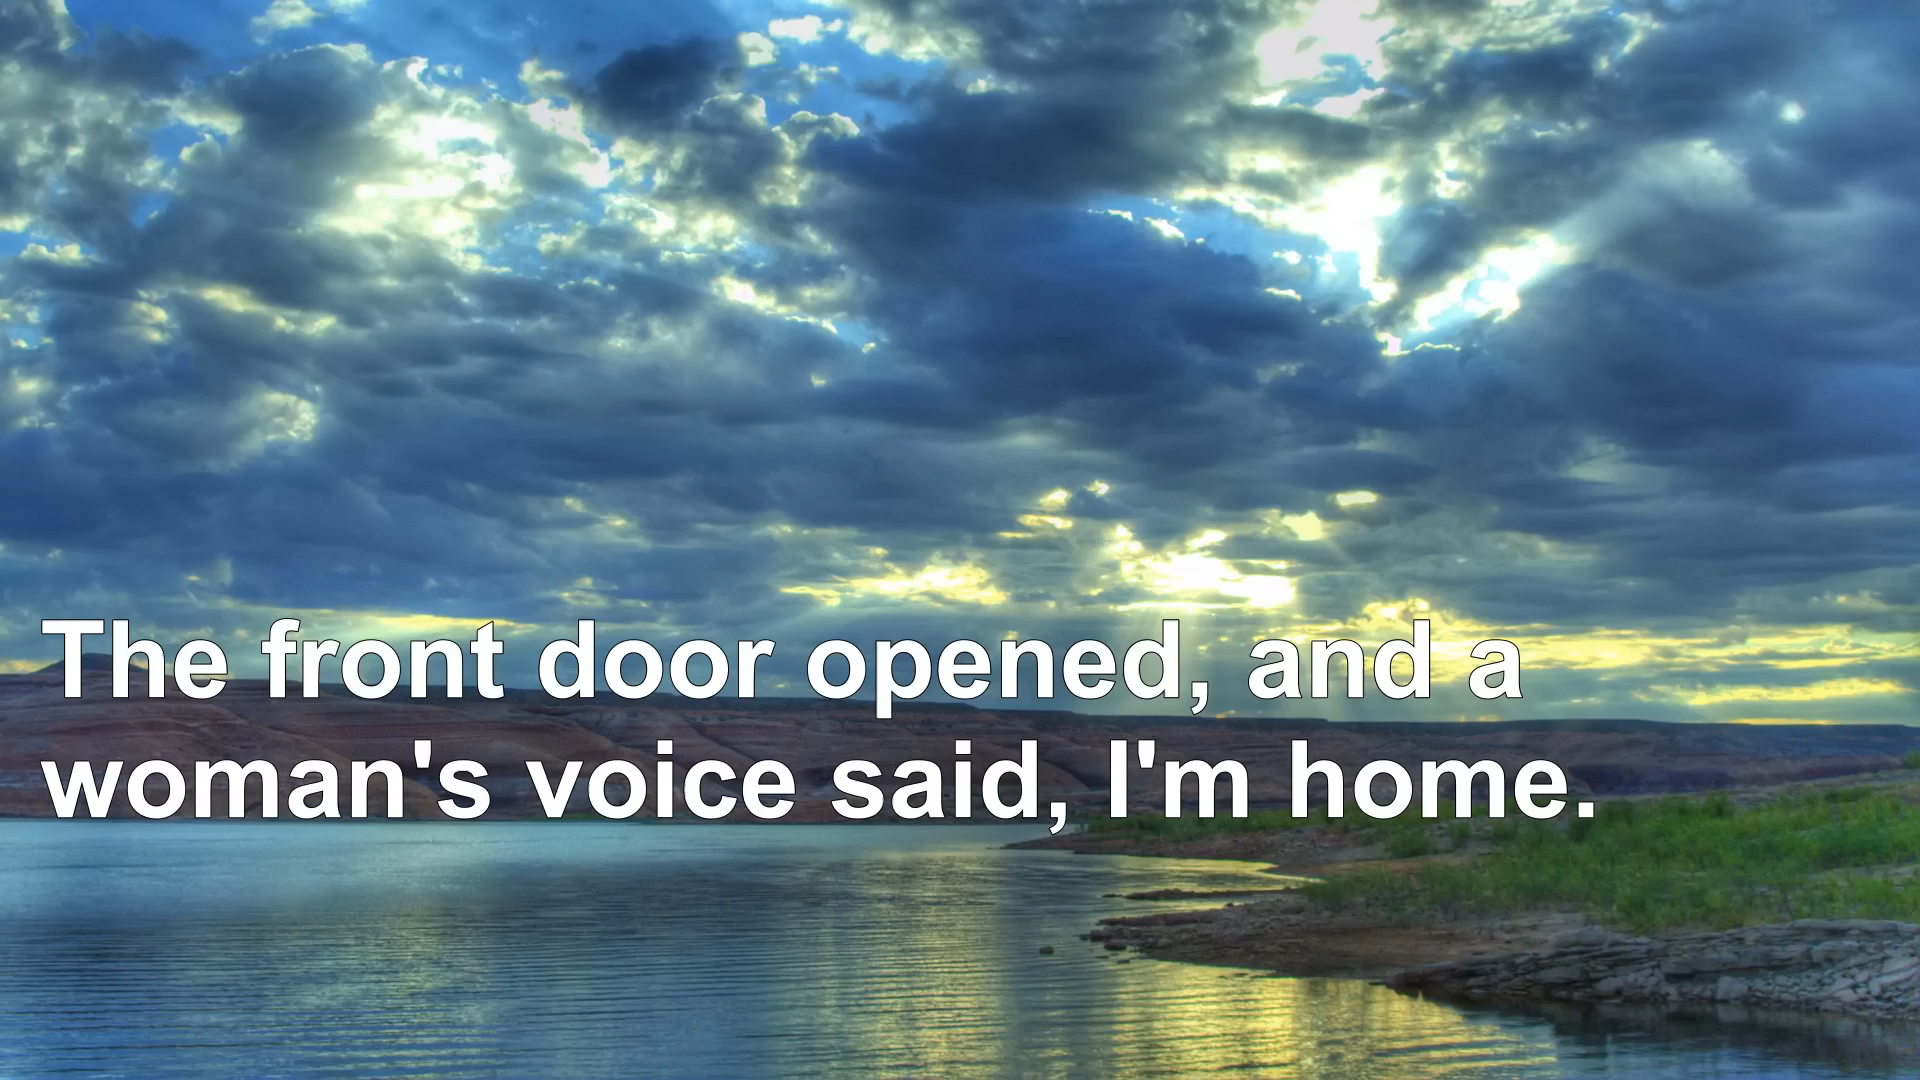 The front door opened, and a
woman's voice said, I'm home.